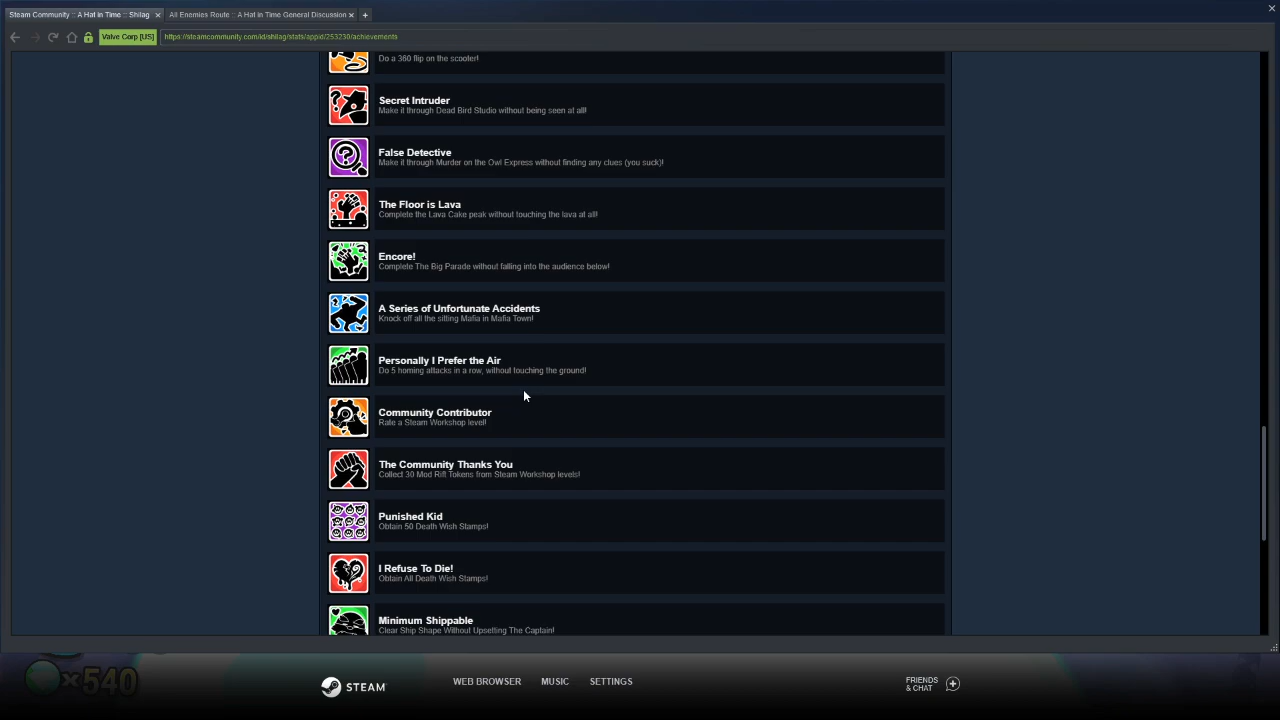 Steam Community :: A Hat in Time :: Shilag
All Enemies Route :: A Hat in Time General Discussion
Valve Corp [US]
https://steamcommunity.com/id/shilag/stats/appid/253230/achievements
Do a 360 flip on the scooter!
Secret Intruder
Make it through Dead Bird Studio without being seen at all!
False Detective
Make it through Murder on the Owl Express without finding any clues (you suck)!
The Floor is Lava
Complete the Lava Cake peak without touching the lava at all!
Encore!
Complete The Big Parade without falling into the audience below!
A Series of Unfortunate Accidents
Knock off all the sitting Mafia in Mafia Town!
Personally I Prefer the Air
Do 5 homing attacks in a row, without touching the ground!
Community Contributor
Rate a Steam Workshop level!
The Community Thanks You
Collect 30 Mod Rift Tokens from Steam Workshop levels!
Punished Kid
Obtain 50 Death Wish Stamps!
I Refuse To Die!
Obtain All Death Wish Stamps!
Minimum Shippable
Clear Ship Shape Without Upsetting The Captain!
x540
STEAM
WEB BROWSER
MUSIC
SETTINGS
FRIENDS
& CHAT